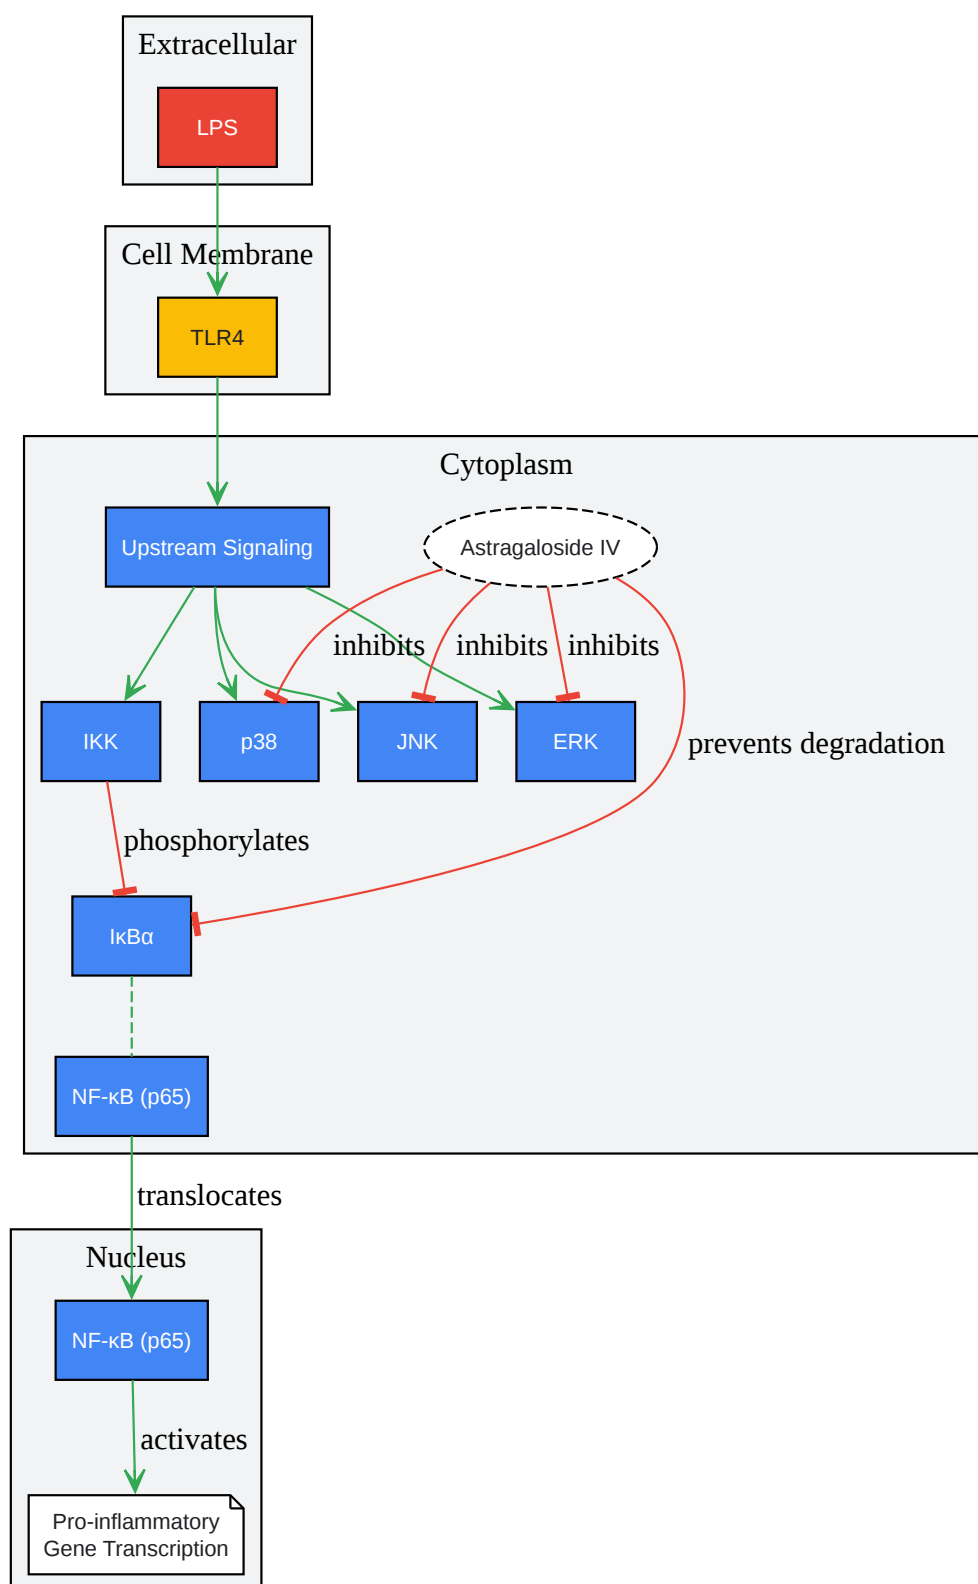 Extracellular
LPS
Cell Membrane
TLR4
Cytoplasm
Upstream Signaling
Astragaloside IV
inhibits
inhibits
inhibits
IKK
p38
JNK
ERK
prevents degradation
phosphorylates
IκBα
NF-κB (p65)
translocates
Nucleus
NF-κB (p65)
activates
Pro-inflammatory
Gene Transcription